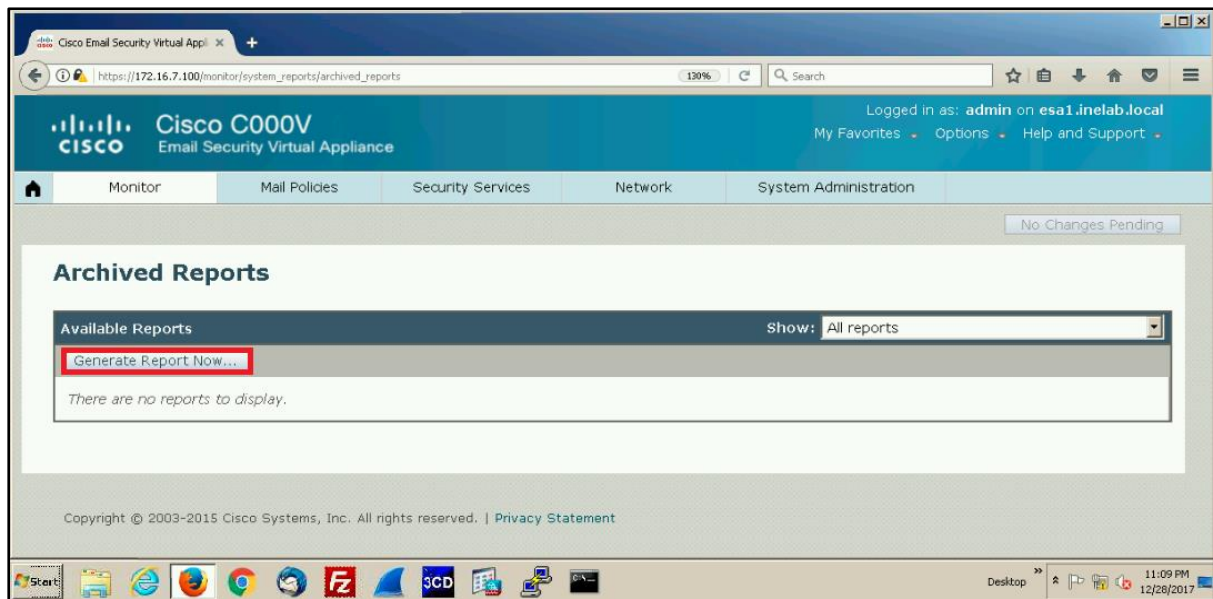 Cisco Email Security Virtual Appli
https://172.16.7.100/monitor/system_reports/archived_reports
130%
Search
Logged in as: admin on esa1.inelab.local
CISCO
Cisco C000V
Email Security Virtual Appliance
My Favorites Options Help and Support
Monitor Mail Policies Security Services Network System Administration
No Changes Pending
Archived Reports
Available Reports
Show: All reports
Generate Report Now...
There are no reports to display.
Copyright © 2003-2015 Cisco Systems, Inc. All rights reserved. | Privacy Statement
Start
3CD
Desktop
11:09 PM
12/28/2017